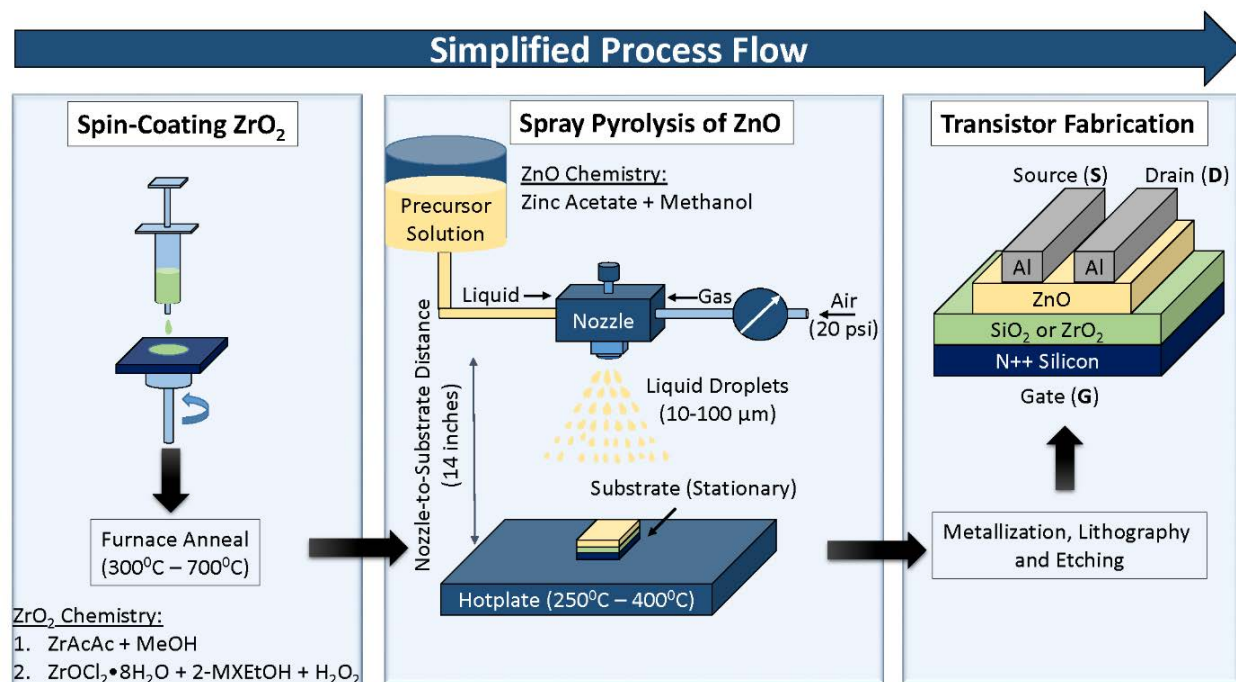 Simplified Process Flow
Spin-Coating ZrO₂
Furnace Anneal
(300⁰C – 700⁰C)
ZrO₂ Chemistry:
1. ZrAcAc + MeOH
2. ZrOCl₂•8H₂O + 2-MXEtOH + H₂O₂
Spray Pyrolysis of ZnO
Precursor
Solution
ZnO Chemistry:
Zinc Acetate + Methanol
Liquid
Nozzle
Gas
Air
(20 psi)
Nozzle-to-Substrate Distance
(14 inches)
Liquid Droplets
(10-100 µm)
Substrate (Stationary)
Hotplate (250⁰C – 400⁰C)
Transistor Fabrication
Source (S)
Drain (D)
Al
Al
ZnO
SiO₂ or ZrO₂
N++ Silicon
Gate (G)
Metallization, Lithography
and Etching